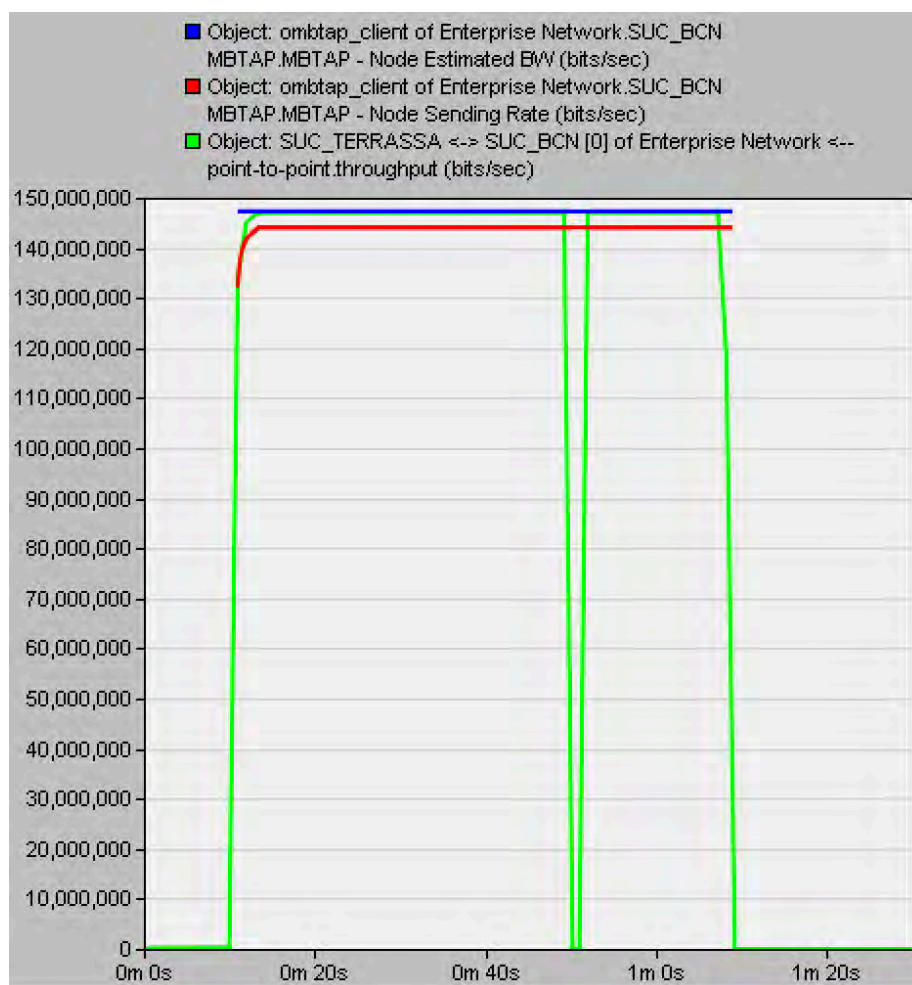 Object: ombtap_client of Enterprise Network.SUC_BCN
MBTAP.MBTAP - Node Estimated BW (bits/sec)
Object: ombtap_client of Enterprise Network.SUC_BCN
MBTAP.MBTAP - Node Sending Rate (bits/sec)
Object: SUC_TERRASSA <-> SUC_BCN [0] of Enterprise Network <--
point-to-point.throughput (bits/sec)
150,000,000
140,000,000
130,000,000
120,000,000
110,000,000
100,000,000
90,000,000
80,000,000
70,000,000
60,000,000
50,000,000
40,000,000
30,000,000
20,000,000
10,000,000
0
0m 0s 0m 20s 0m 40s 1m 0s 1m 20s